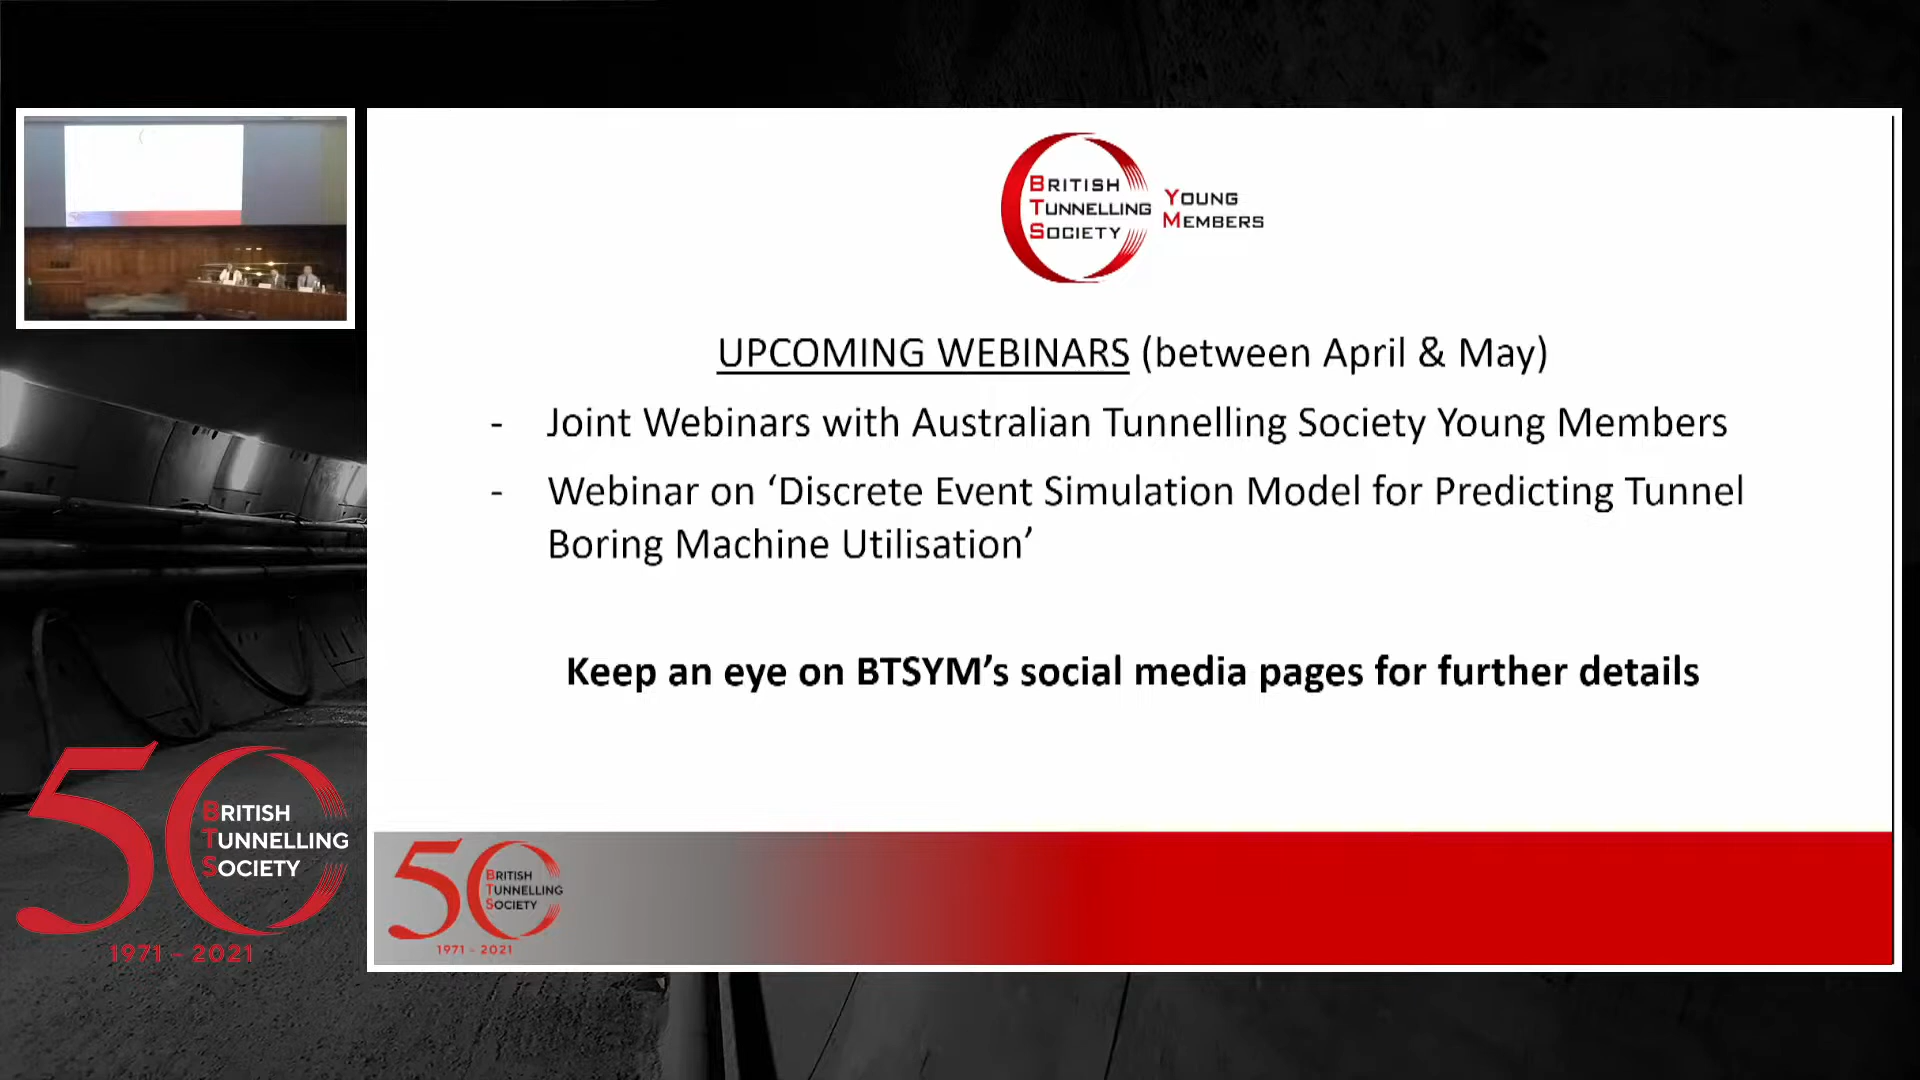 BRITISH
TUNNELLING
SOCIETY
YOUNG
MEMBERS
UPCOMING WEBINARS (between April & May)
- Joint Webinars with Australian Tunnelling Society Young Members
- Webinar on ‘Discrete Event Simulation Model for Predicting Tunnel
Boring Machine Utilisation’
Keep an eye on BTSYM’s social media pages for further details
50
BRITISH
TUNNELLING
SOCIETY
1971 - 2021
50
BRITISH
TUNNELLING
SOCIETY
1971 - 2021